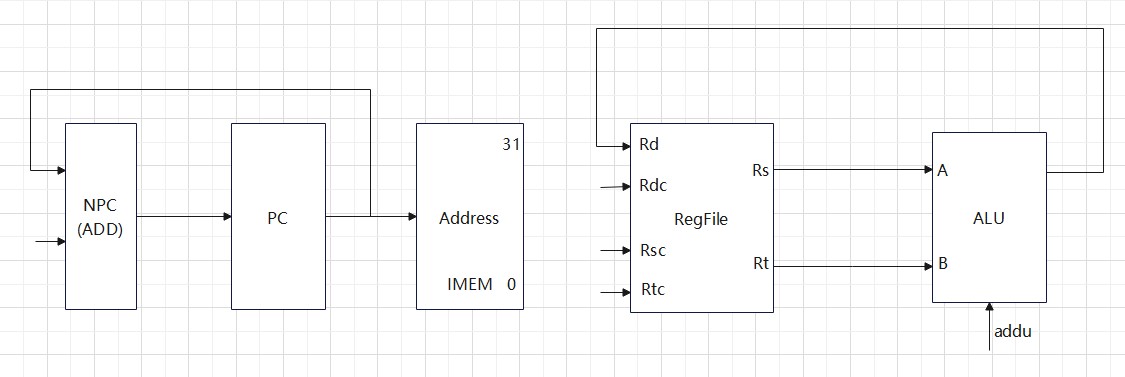 NPC
(ADD)
PC
31
Address
IMEM 0
Rd
Rdc
RegFile
Rsc
Rtc
Rs
Rt
A
ALU
B
addu